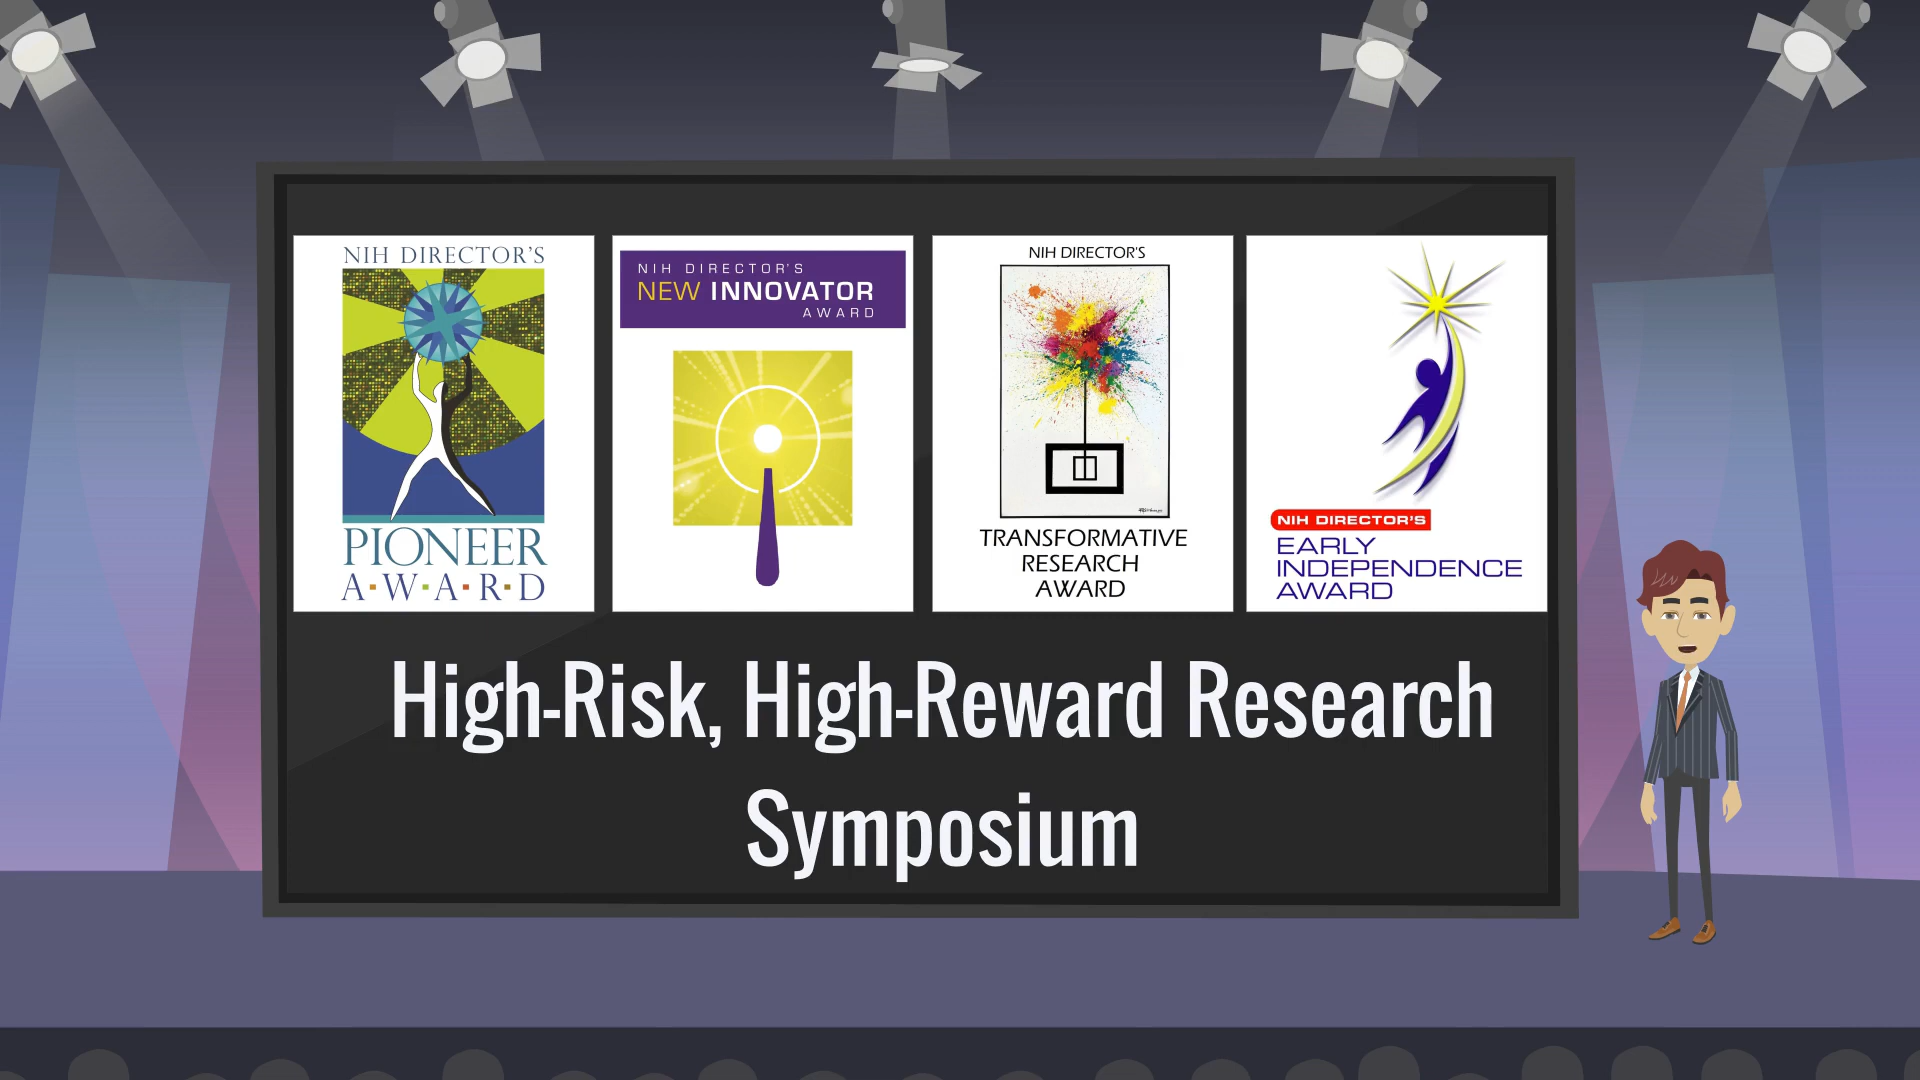 NIH DIRECTOR'S
PIONEER
A·W·A·R·D
NIH DIRECTOR'S
NEW INNOVATOR
AWARD
NIH DIRECTOR'S
TRANSFORMATIVE
RESEARCH
AWARD
NIH DIRECTOR'S
EARLY
INDEPENDENCE
AWARD
High-Risk, High-Reward Research
Symposium